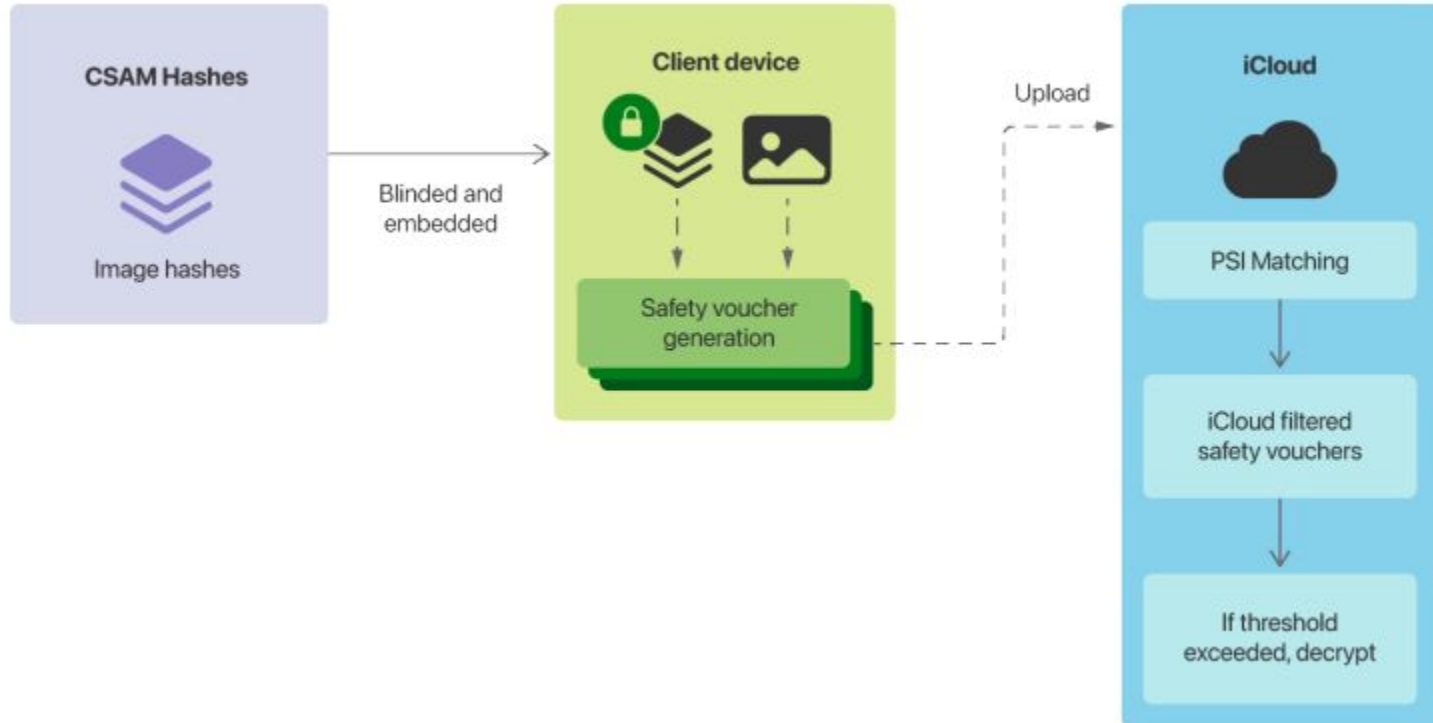 CSAM Hashes
Image hashes
Blinded and
embedded
Client device
Safety voucher
generation
Upload
iCloud
PSI Matching
iCloud filtered
safety vouchers
If threshold
exceeded, decrypt